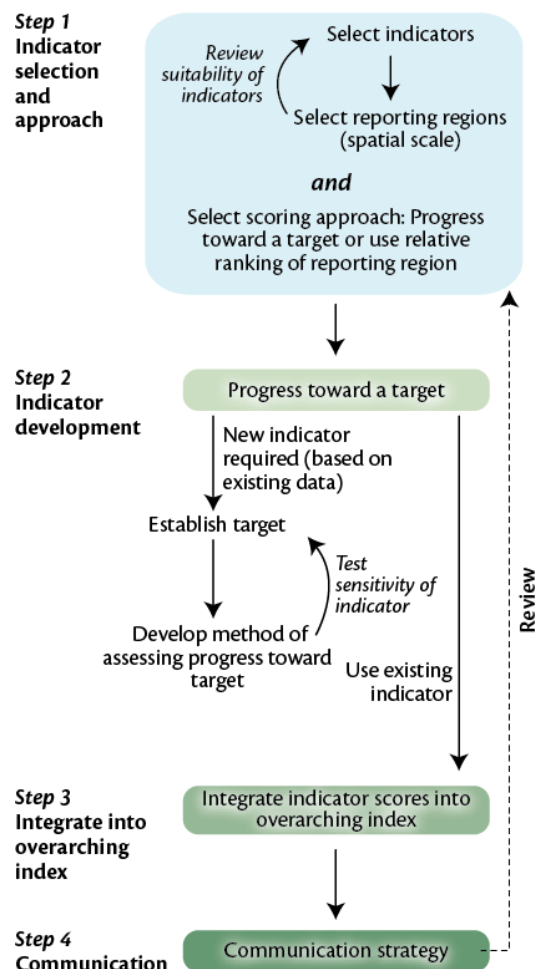 Step 1
Indicator
selection
and
approach
Select indicators
Review
suitability of
indicators
Select reporting regions
(spatial scale)
and
Select scoring approach: Progress
toward a target or use relative
ranking of reporting region
Step 2
Indicator
development
Progress toward a target
New indicator
required (based on
existing data)
Establish target
Test
sensitivity of
indicator
Develop method of
assessing progress toward
target
Use existing
indicator
Review
Step 3
Integrate into
overarching
index
Integrate indicator scores into
overarching index
Step 4
Communication
Communication strategy